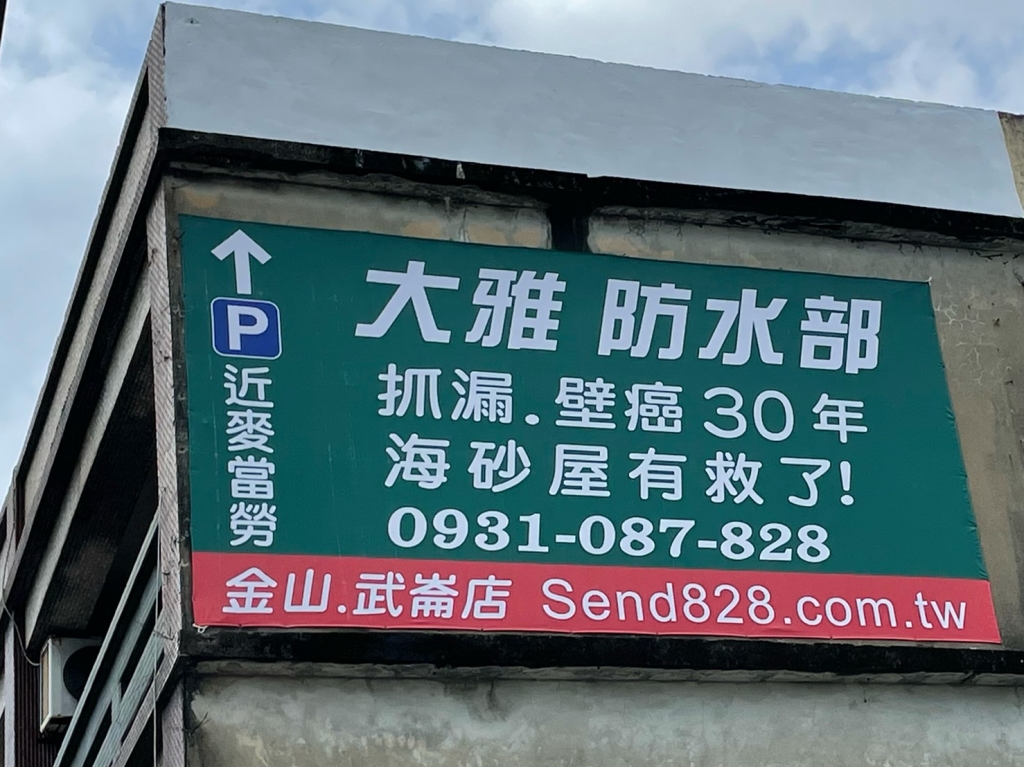 P
近麥當勞
大雅 防水部
抓漏.壁癌30年
海砂屋有救了!
0931-087-828
金山.武崙店 Send828.com.tw